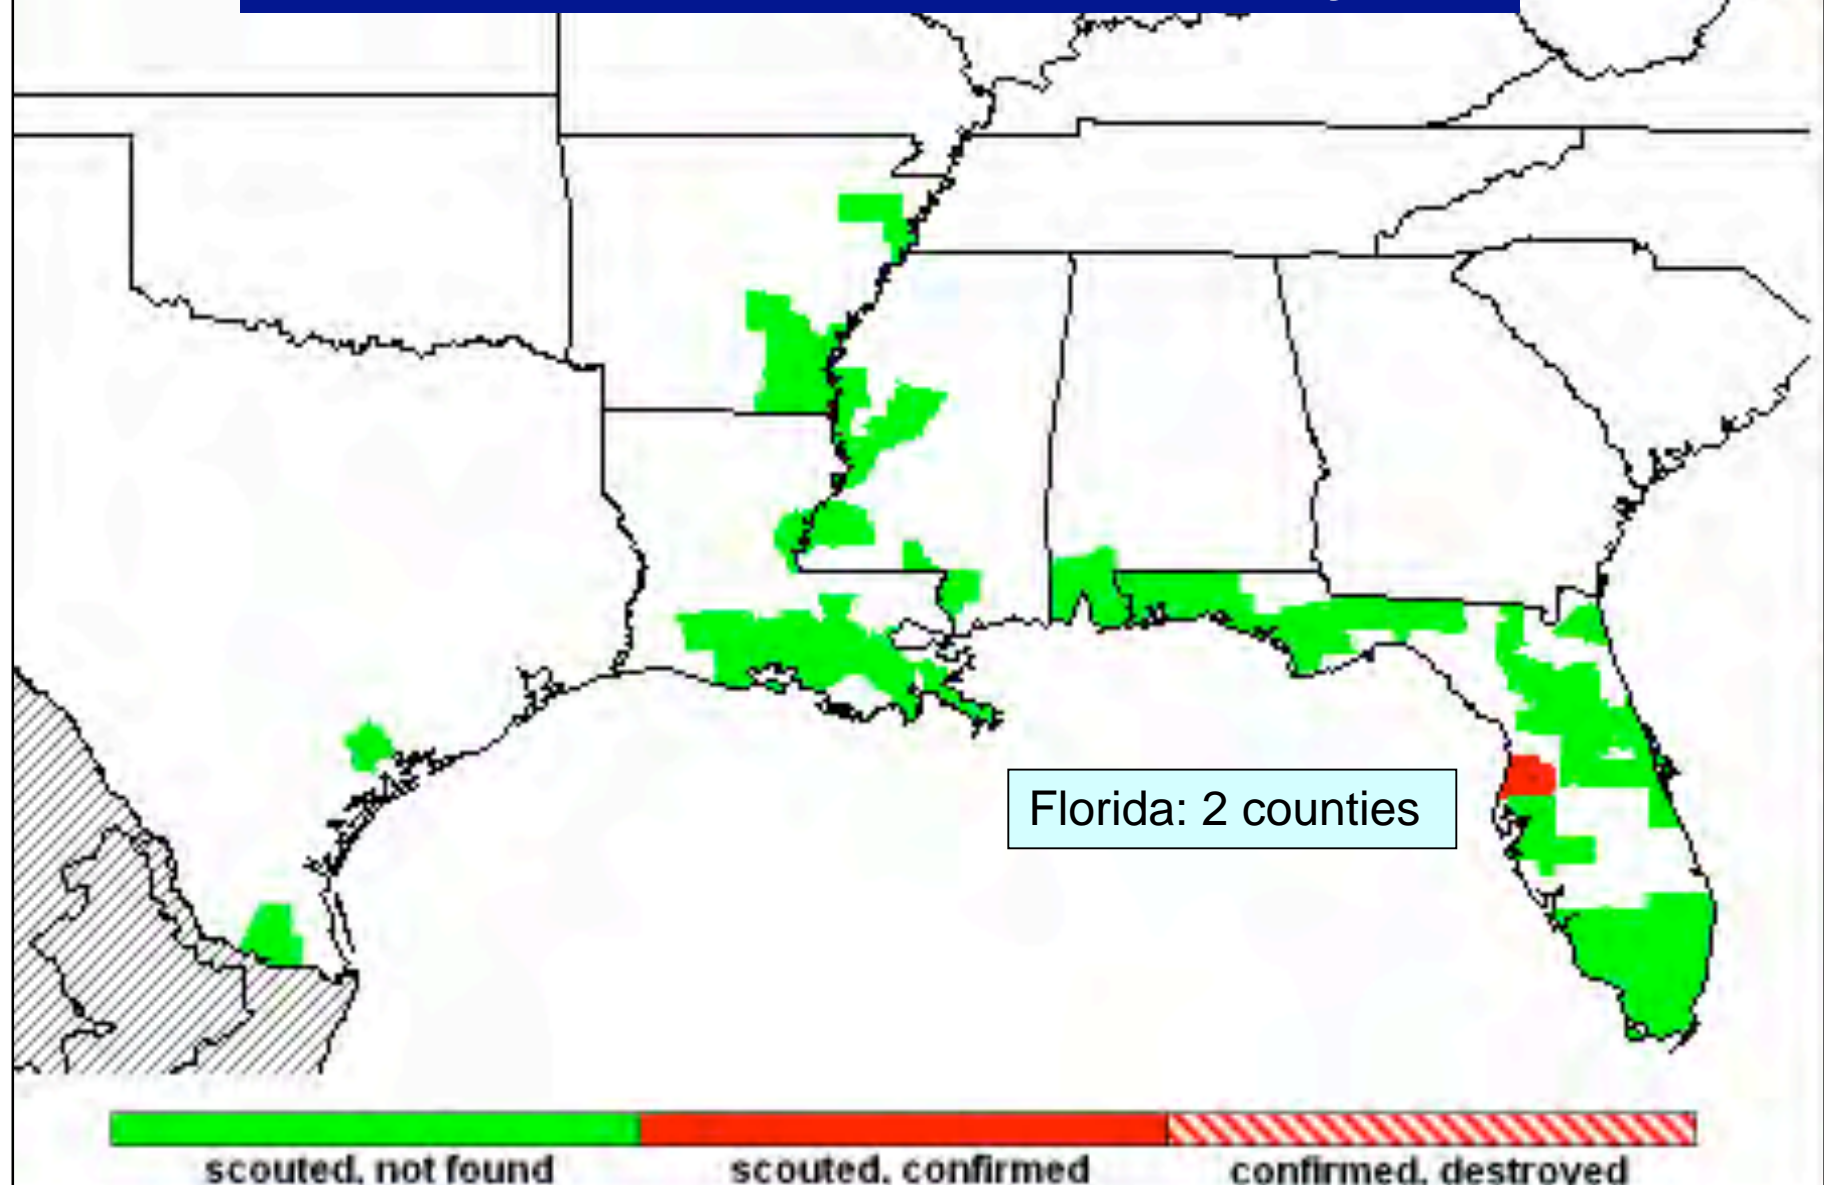 Florida: 2 counties
scouted, not found
scouted, confirmed
confirmed, destroyed